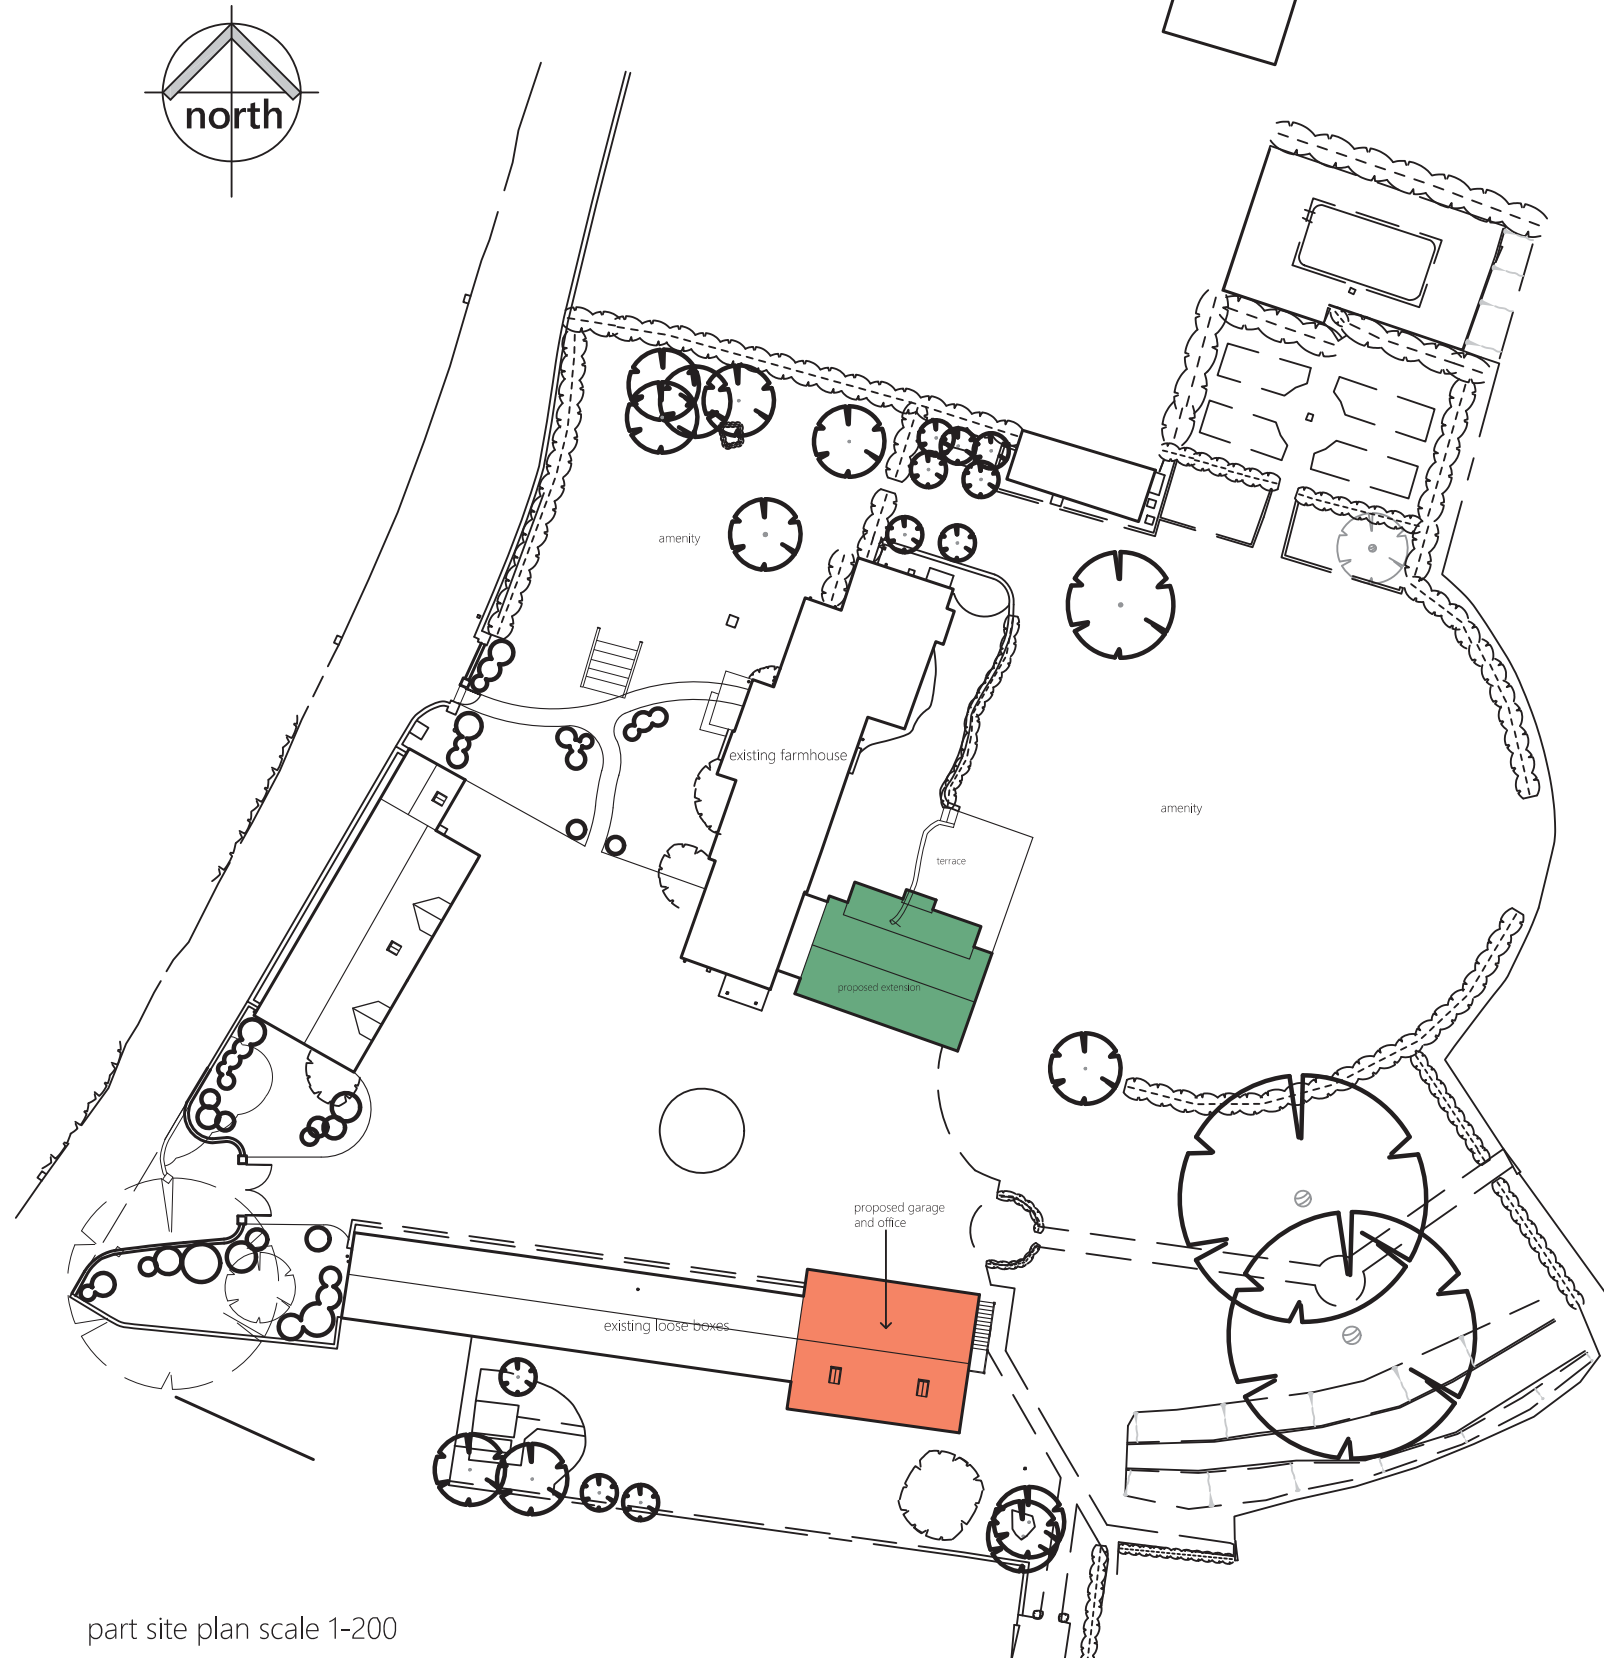 north
amenity
existing farmhouse
amenity
terrace
proposed extension
proposed garage
and office
existing loose boxes
part site plan scale 1-200